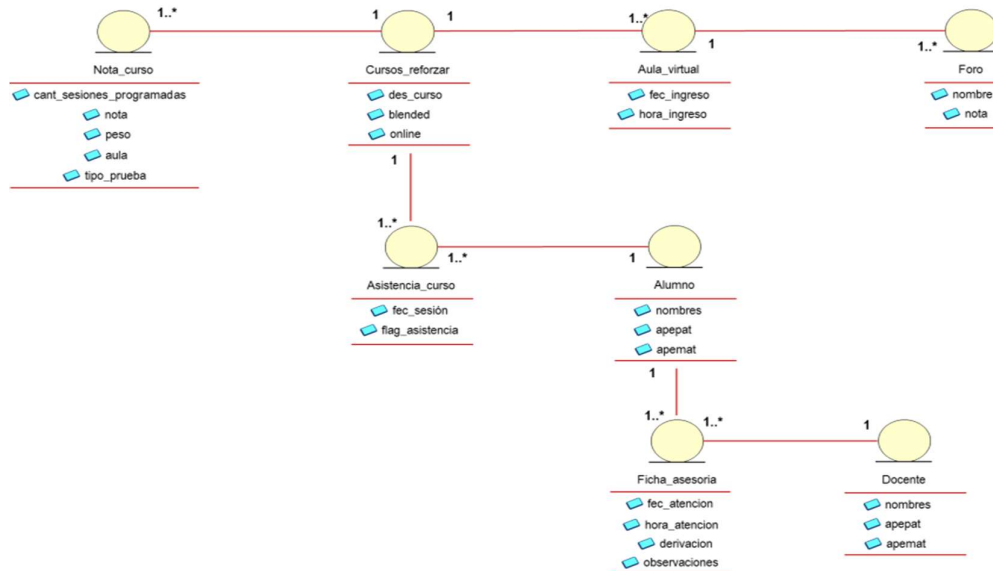 1..*
1
1
1..*
1
1..*
Nota_curso
Cursos_reforzar
Aula_virtual
Foro
cant_sesiones_programadas
nota
peso
aula
tipo_prueba
des_curso
blended
online
fec_ingreso
hora_ingreso
nombre
nota
1
1..*
1..*
1
Asistencia_curso
Alumno
fec_sesión
flag_asistencia
nombres
apepat
apemat
1
1..*
1..*
1
Ficha_asesoria
Docente
fec_atencion
hora_atencion
derivacion
observaciones
nombres
apepat
apemat